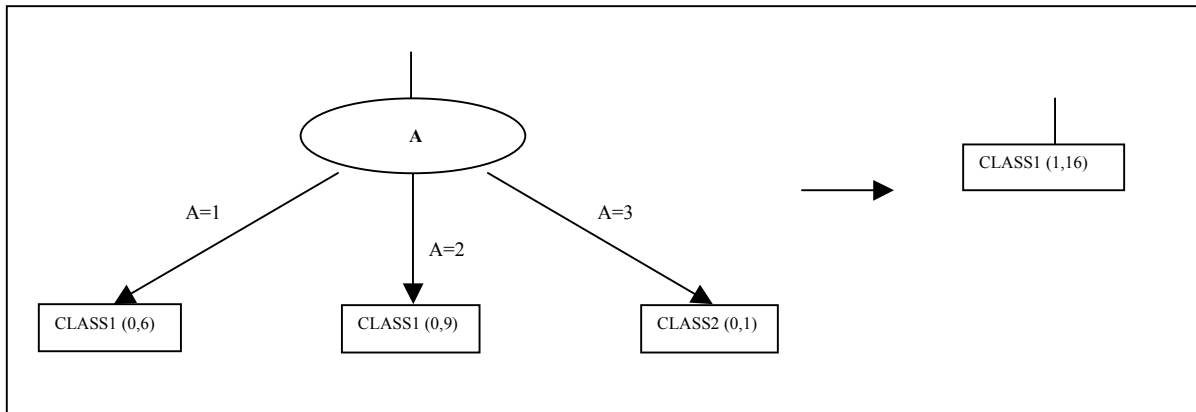 A
CLASS1 (1,16)
A=1
A=3
A=2
CLASS1 (0,6)
CLASS1 (0,9)
CLASS2 (0,1)